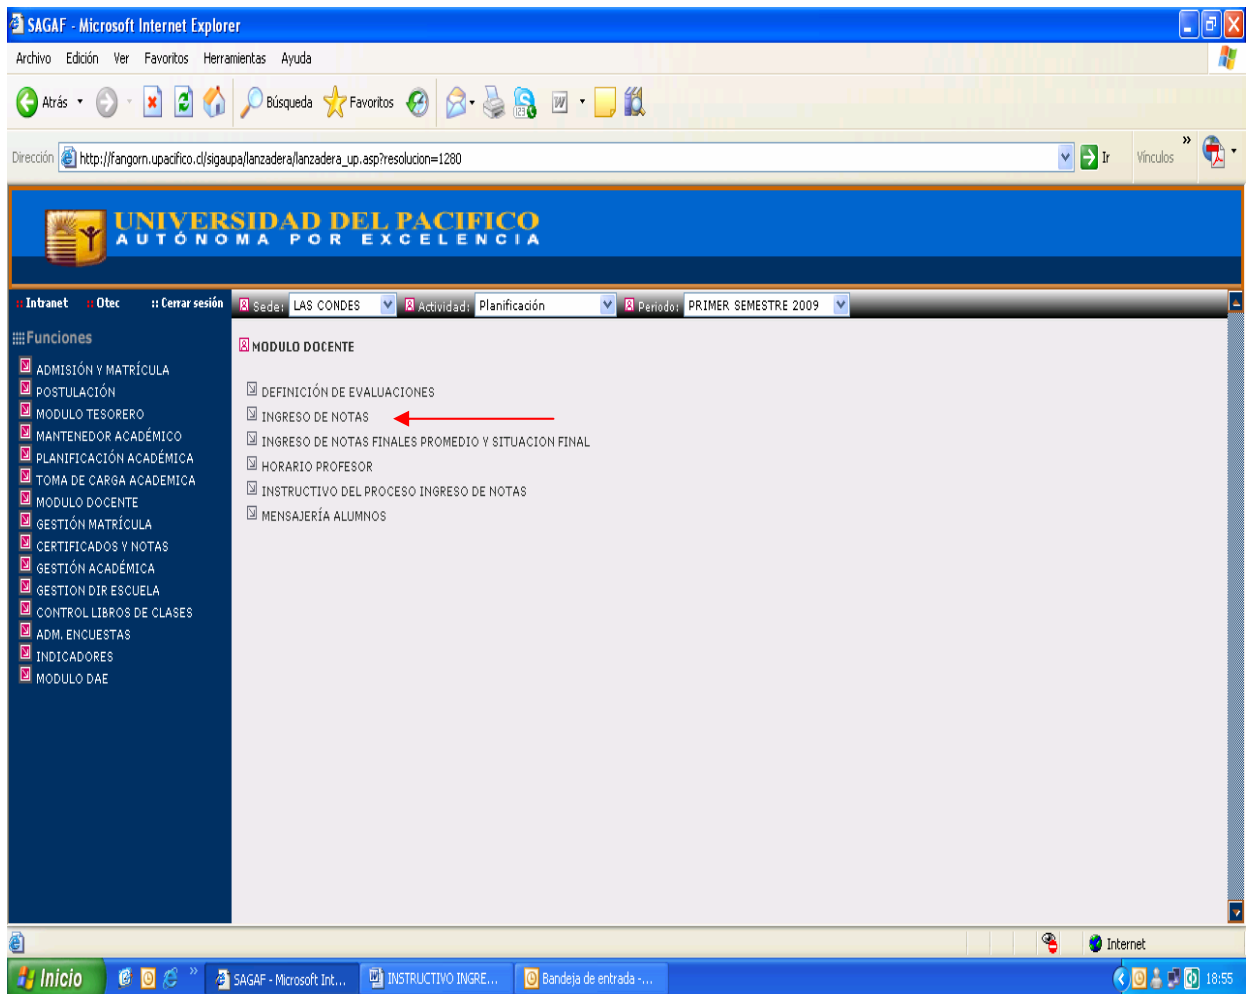 SAGAF - Microsoft Internet Explorer
Archivo Edición Ver Favoritos Herramientas Ayuda
Atrás Búsqueda Favoritos
Dirección http://fangorn.upacifico.cl/sigaupa/lanzadera/lanzadera_up.asp?resolucion=1280 Ir Vínculos »
UNIVERSIDAD DEL PACIFICO
AUTÓNOMA POR EXCELENCIA
:: Intranet :: Otec :: Cerrar sesión Sede: LAS CONDES Actividad: Planificación Periodo: PRIMER SEMESTRE 2009
Funciones
ADMISIÓN Y MATRÍCULA
POSTULACIÓN
MODULO TESORERO
MANTENEDOR ACADÉMICO
PLANIFICACIÓN ACADÉMICA
TOMA DE CARGA ACADEMICA
MODULO DOCENTE
GESTIÓN MATRÍCULA
CERTIFICADOS Y NOTAS
GESTIÓN ACADÉMICA
GESTION DIR ESCUELA
CONTROL LIBROS DE CLASES
ADM. ENCUESTAS
INDICADORES
MODULO DAE
MODULO DOCENTE
DEFINICIÓN DE EVALUACIONES
INGRESO DE NOTAS
INGRESO DE NOTAS FINALES PROMEDIO Y SITUACION FINAL
HORARIO PROFESOR
INSTRUCTIVO DEL PROCESO INGRESO DE NOTAS
MENSAJERÍA ALUMNOS
Internet
Inicio » SAGAF - Microsoft Int... INSTRUCTIVO INGRE... Bandeja de entrada -... 18:55